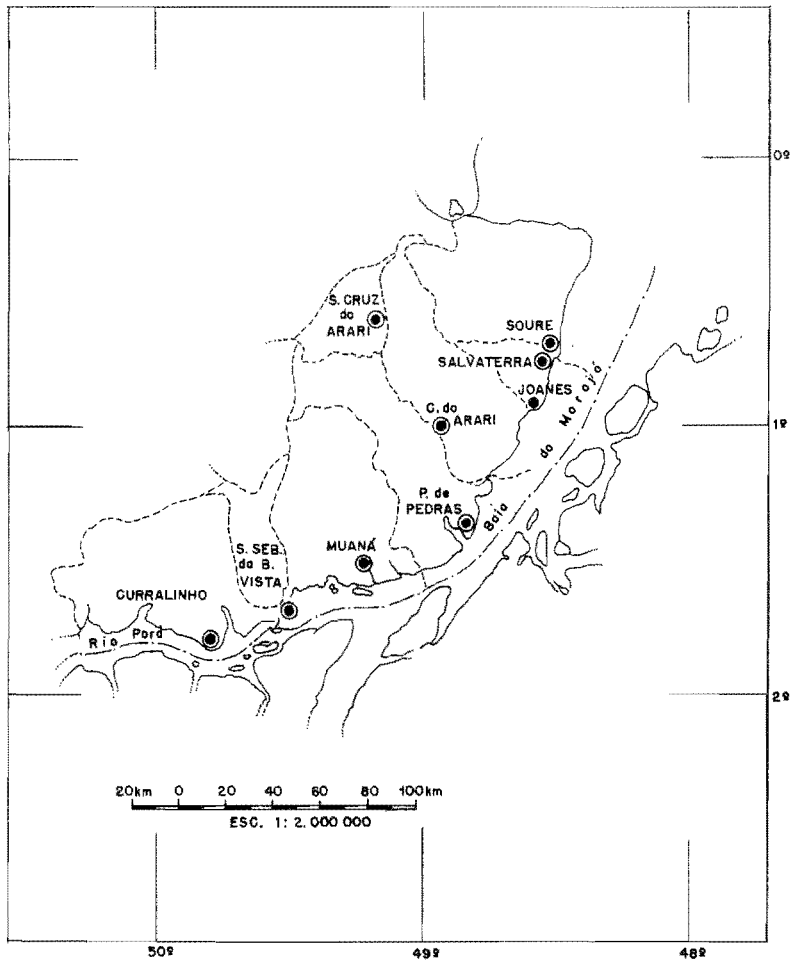 0º
S. CRUZ
do
ARARI
SOURE
SALVATERRA
JOANES
C. do
ARARI
1º
Baía do Marajó
P. de
PEDRAS
MUANÁ
S. SEB.
da B.
VISTA
CURRALINHO
Rio Pará
2º
20km 0 20 40 60 80 100km
ESC. 1: 2.000 000
50º 49º 48º